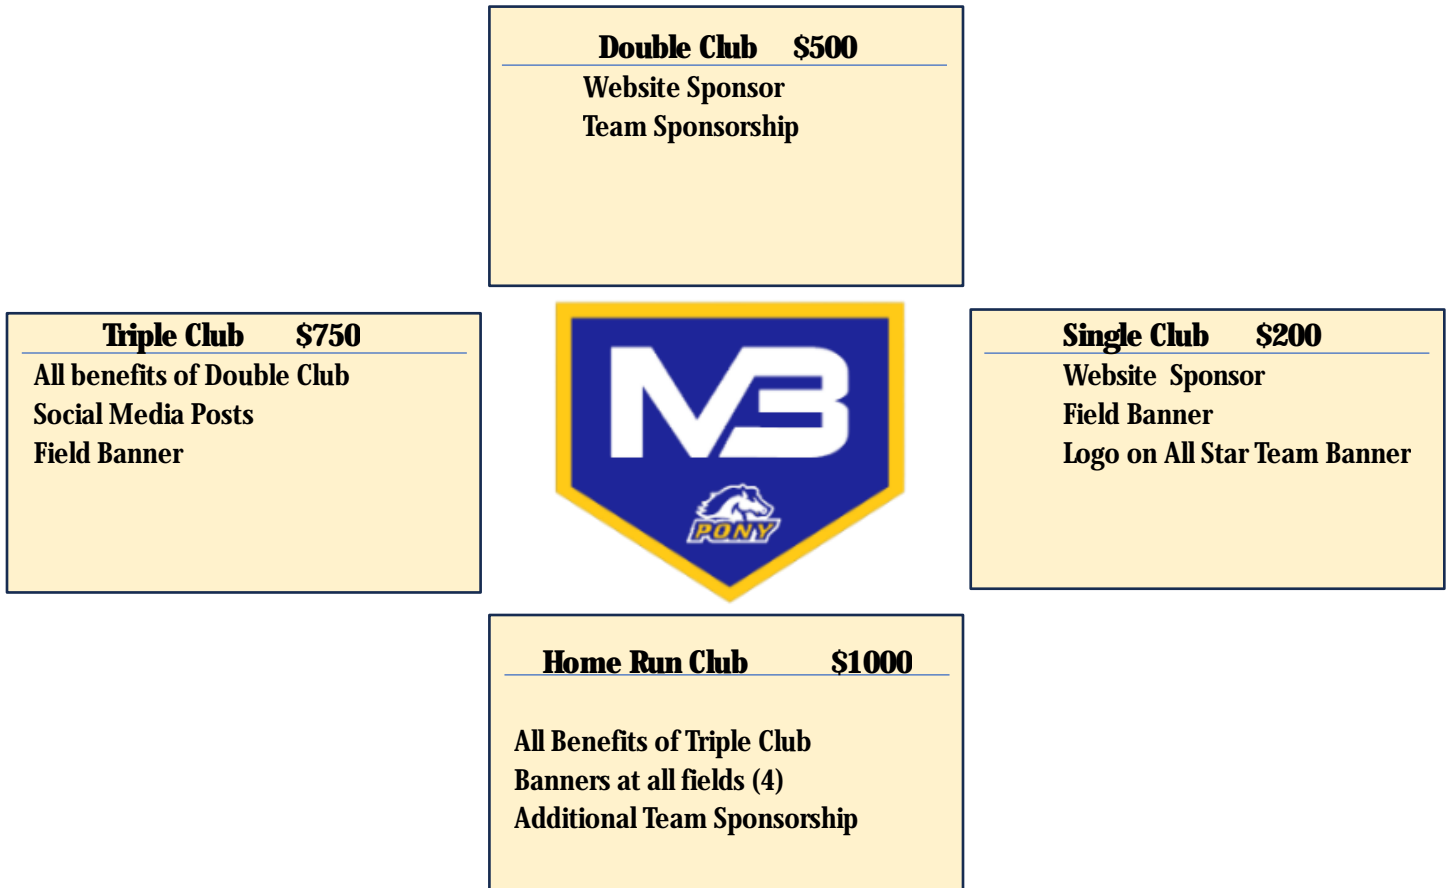 Double Club $500
Website Sponsor
Team Sponsorship
Triple Club $750
All benefits of Double Club
Social Media Posts
Field Banner
MB
PONY
Single Club $200
Website Sponsor
Field Banner
Logo on All Star Team Banner
Home Run Club $1000
All Benefits of Triple Club
Banners at all fields (4)
Additional Team Sponsorship